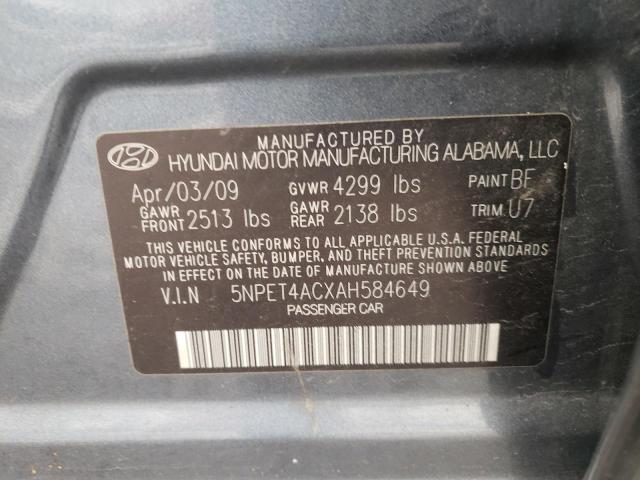 MANUFACTURED BY
HYUNDAI MOTOR MANUFACTURING ALABAMA, LLC
Apr/03/09 GVWR 4299 lbs PAINT BF
GAWR FRONT 2513 lbs GAWR REAR 2138 lbs TRIM U7
THIS VEHICLE CONFORMS TO ALL APPLICABLE U.S.A. FEDERAL
MOTOR VEHICLE SAFETY, BUMPER, AND THEFT PREVENTION STANDARDS
IN EFFECT ON THE DATE OF MANUFACTURE SHOWN ABOVE
V.I.N 5NPET4ACXAH584649
PASSENGER CAR